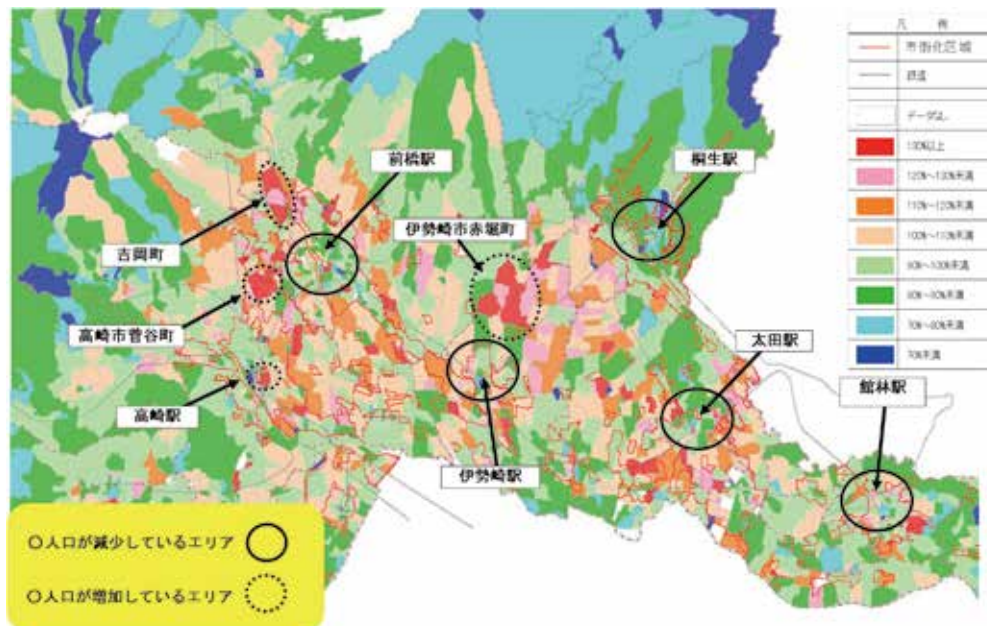 凡 例
市街化区域
鉄道
データなし
130%以上
120%~130%未満
110%~120%未満
100%~110%未満
90%~100%未満
80%~90%未満
70%~80%未満
70%未満
前橋駅
桐生駅
伊勢崎市赤堀町
吉岡町
高崎市菅谷町
太田駅
館林駅
高崎駅
伊勢崎駅
○人口が減少しているエリア
○人口が増加しているエリア